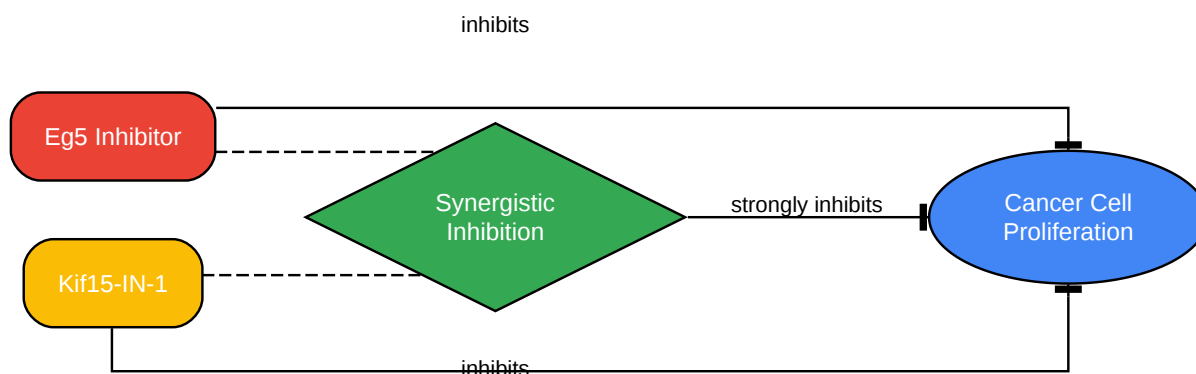 inhibits
Eg5 Inhibitor
Synergistic
Inhibition
strongly inhibits
Cancer Cell
Proliferation
Kif15-IN-1
inhibits